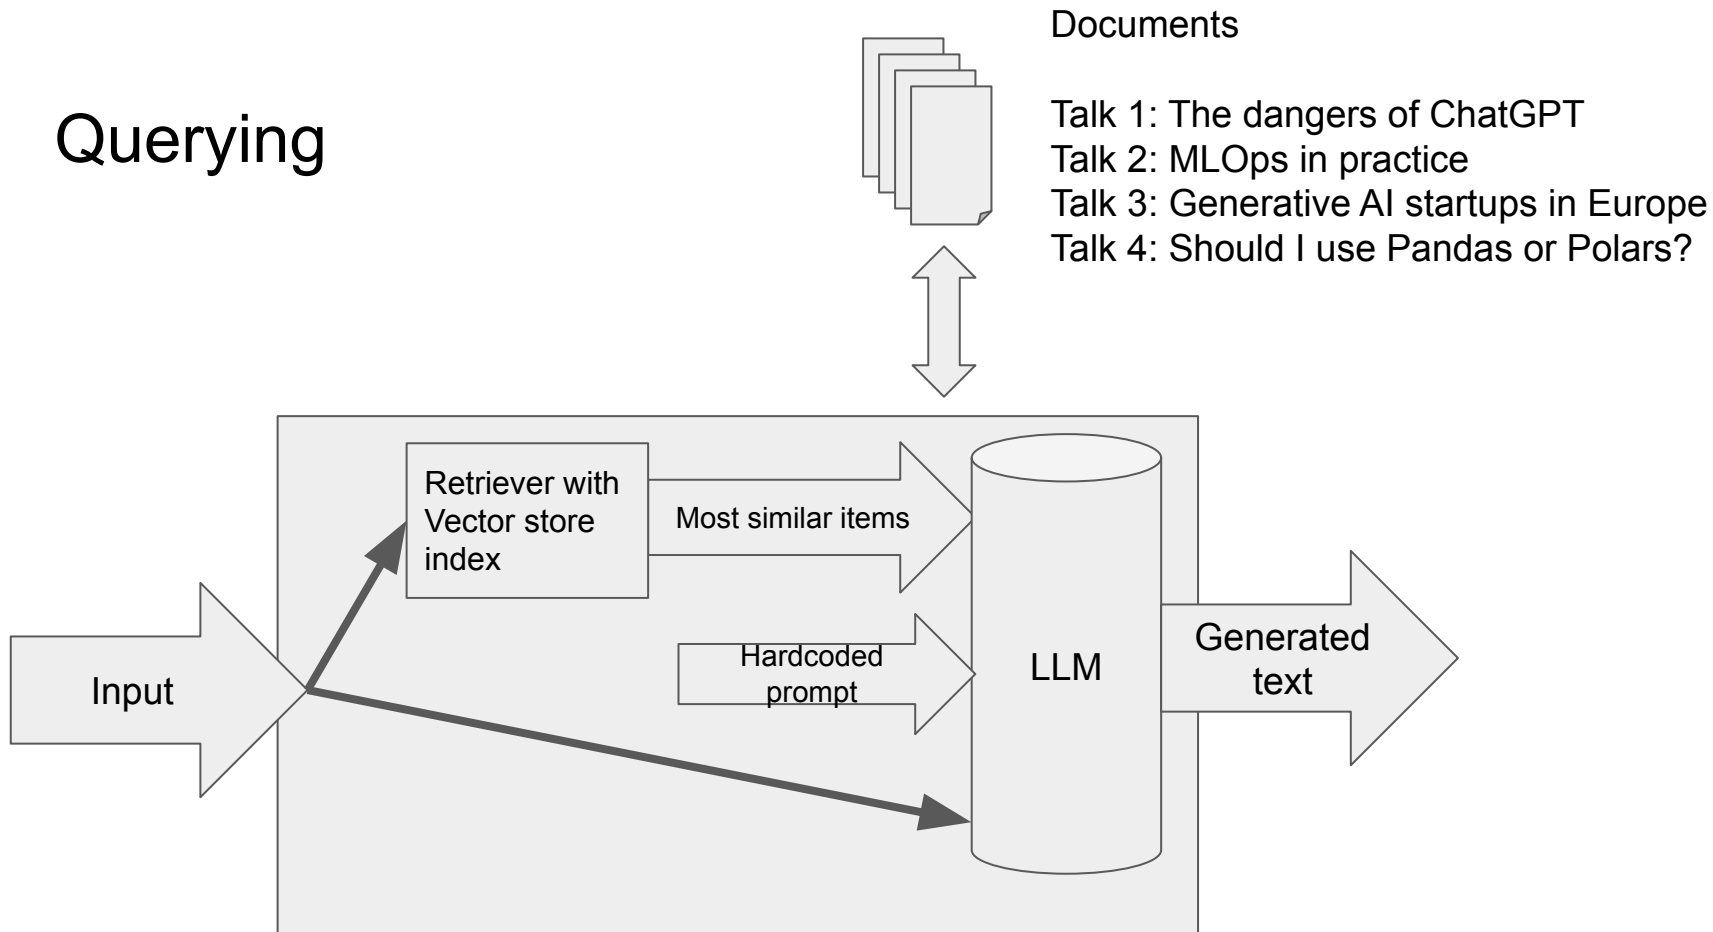 Querying
Documents
Talk 1: The dangers of ChatGPT
Talk 2: MLOps in practice
Talk 3: Generative AI startups in Europe
Talk 4: Should I use Pandas or Polars?
Retriever with
Vector store
index
Most similar items
Hardcoded
prompt
Input
LLM
Generated
text